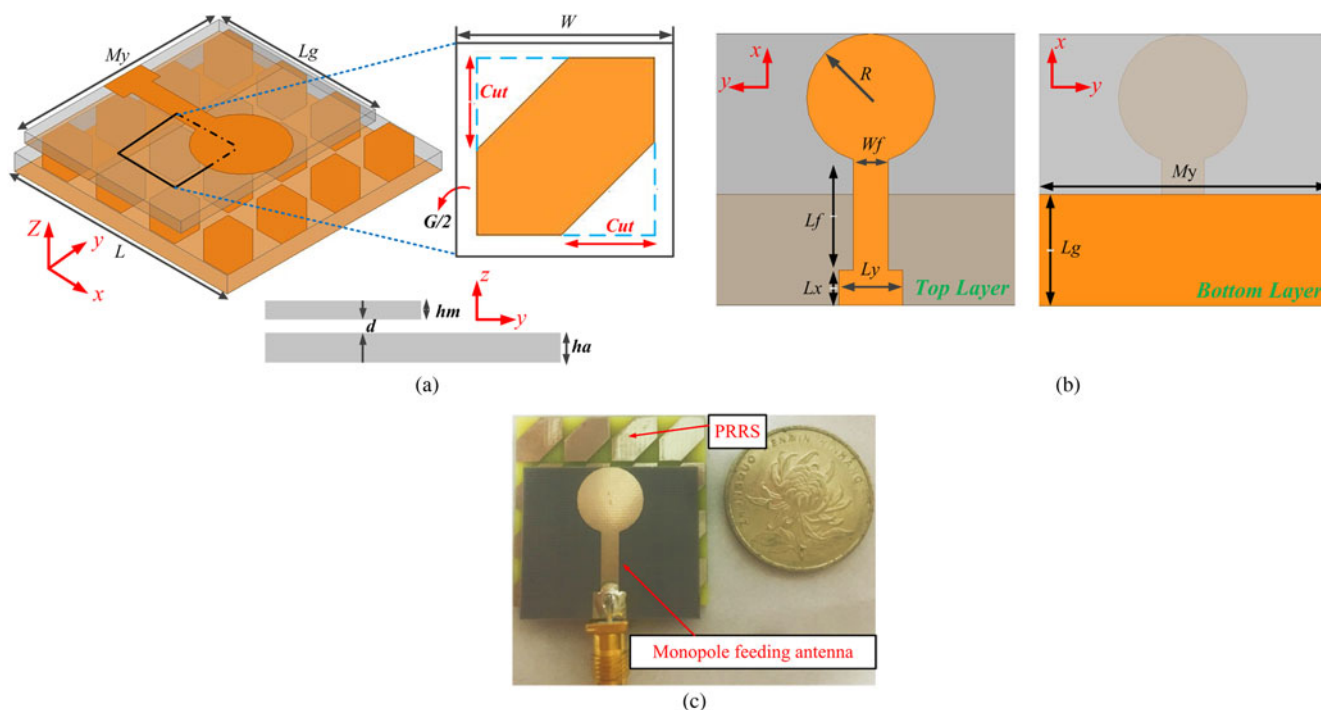 My
Lg
L
Z
y
x
W
Cut
G/2
Cut
z
y
hm
d
ha
(a)
x
y
R
Wf
Lf
Ly
Lx
Top Layer
x
y
My
Lg
Bottom Layer
(b)
PRRS
Monopole feeding antenna
(c)